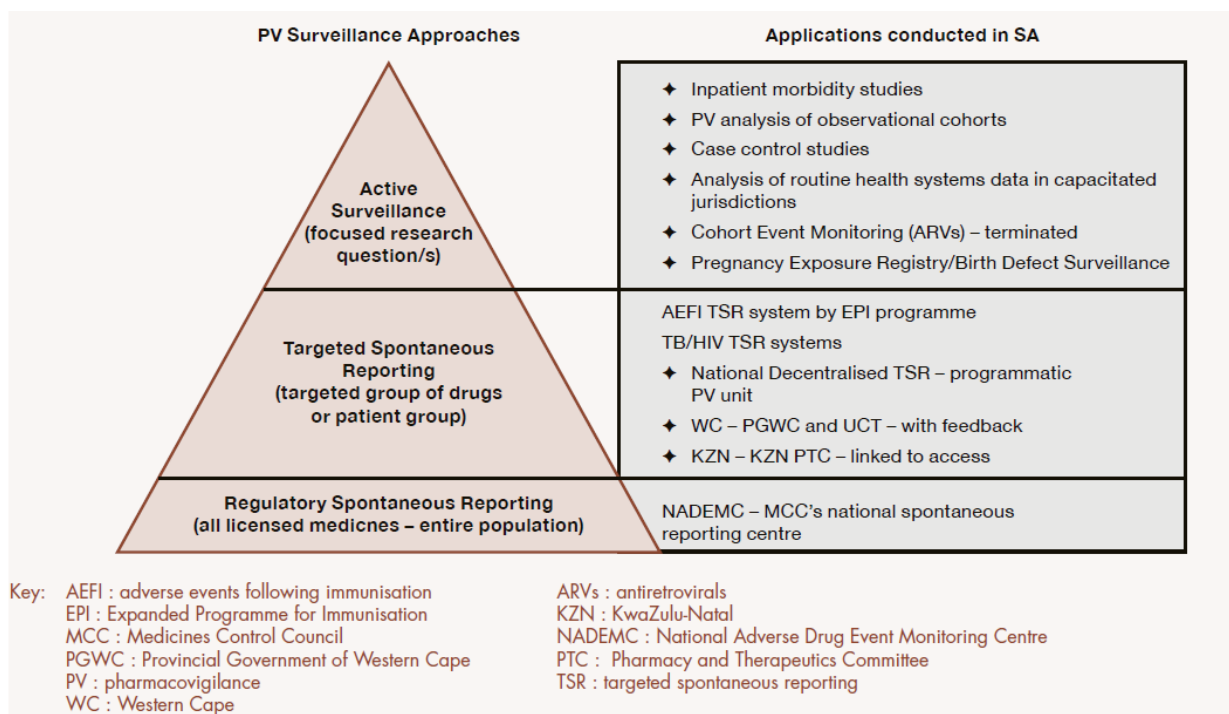 PV Surveillance Approaches
Applications conducted in SA
Active
Surveillance
(focused research
question/s)
✦ Inpatient morbidity studies
✦ PV analysis of observational cohorts
✦ Case control studies
✦ Analysis of routine health systems data in capacitated
jurisdictions
✦ Cohort Event Monitoring (ARVs) – terminated
✦ Pregnancy Exposure Registry/Birth Defect Surveillance
Targeted Spontaneous
Reporting
(targeted group of drugs
or patient group)
AEFI TSR system by EPI programme
TB/HIV TSR systems
✦ National Decentralised TSR – programmatic
PV unit
✦ WC – PGWC and UCT – with feedback
✦ KZN – KZN PTC – linked to access
Regulatory Spontaneous Reporting
(all licensed medicnes – entire population)
NADEMC – MCC's national spontaneous
reporting centre
Key: AEFI : adverse events following immunisation
EPI : Expanded Programme for Immunisation
MCC : Medicines Control Council
PGWC : Provincial Government of Western Cape
PV : pharmacovigilance
WC : Western Cape
ARVs : antiretrovirals
KZN : KwaZulu-Natal
NADEMC : National Adverse Drug Event Monitoring Centre
PTC : Pharmacy and Therapeutics Committee
TSR : targeted spontaneous reporting